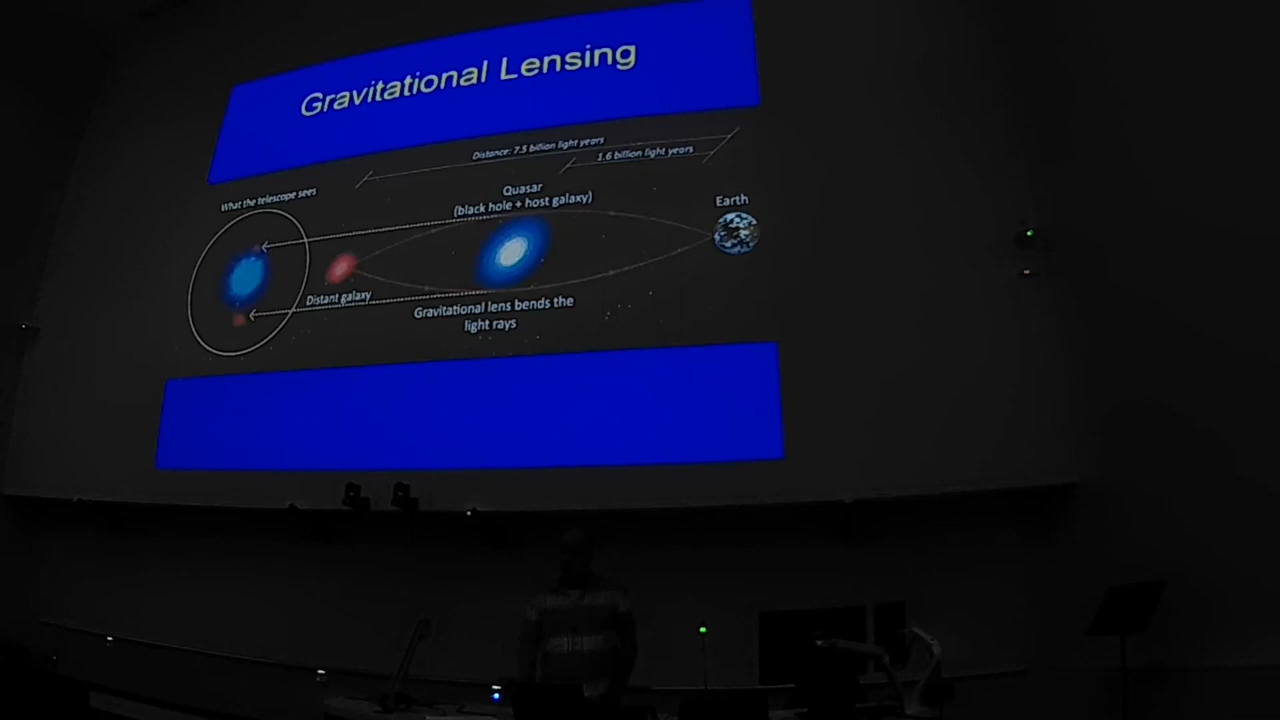 Gravitational Lensing
Distance: 7.5 billion light years
1.6 billion light years
What the telescope sees
Quasar
(black hole + host galaxy)
Earth
Distant galaxy
Gravitational lens bends the
light rays